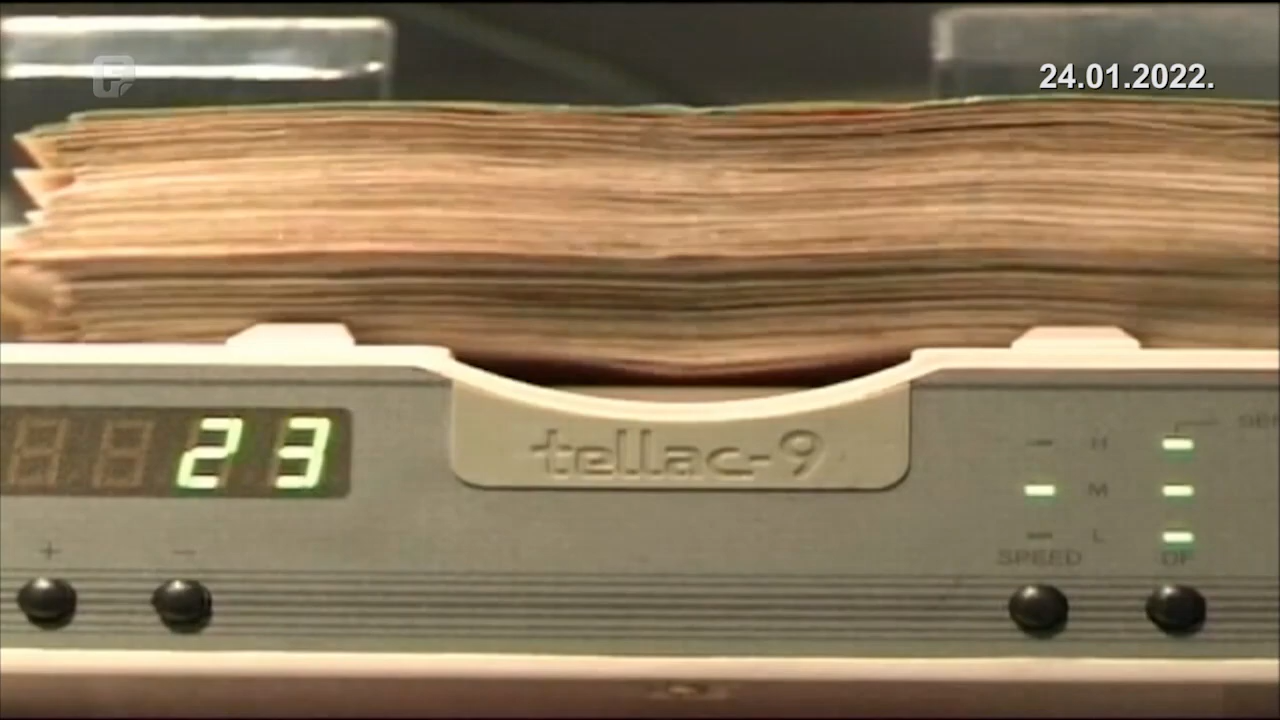 24.01.2022.
23
tellac-9
H
M
L
+ −
SPEED
DF